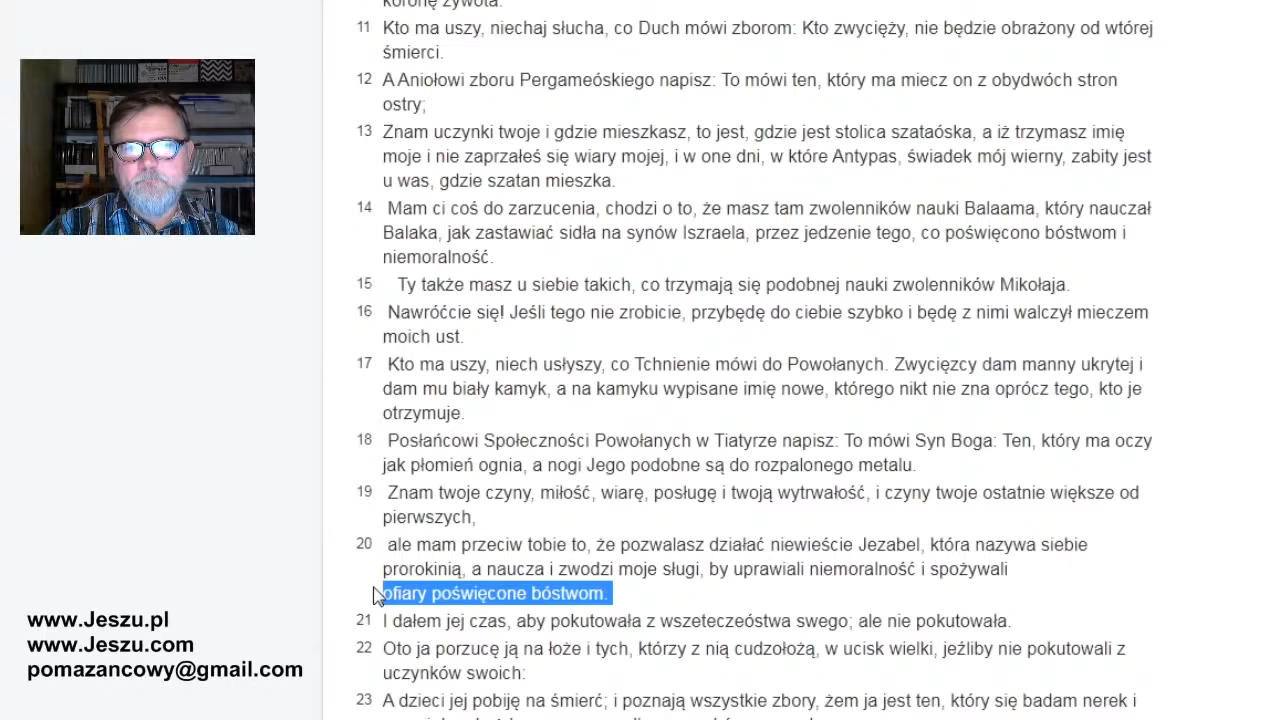 koronę żywota.
11 Kto ma uszy, niechaj słucha, co Duch mówi zborom: Kto zwycięży, nie będzie obrażony od wtórej
śmierci.
12 A Aniołowi zboru Pergameóskiego napisz: To mówi ten, który ma miecz on z obydwóch stron
ostry;
13 Znam uczynki twoje i gdzie mieszkasz, to jest, gdzie jest stolica szataóska, a iż trzymasz imię
moje i nie zaprzałeś się wiary mojej, i w one dni, w które Antypas, świadek mój wierny, zabity jest
u was, gdzie szatan mieszka.
14 Mam ci coś do zarzucenia, chodzi o to, że masz tam zwolenników nauki Balaama, który nauczał
Balaka, jak zastawiać sidła na synów Iszraela, przez jedzenie tego, co poświęcono bóstwom i
niemoralność.
15 Ty także masz u siebie takich, co trzymają się podobnej nauki zwolenników Mikołaja.
16 Nawróćcie się! Jeśli tego nie zrobicie, przybędę do ciebie szybko i będę z nimi walczył mieczem
moich ust.
17 Kto ma uszy, niech usłyszy, co Tchnienie mówi do Powołanych. Zwycięzcy dam manny ukrytej i
dam mu biały kamyk, a na kamyku wypisane imię nowe, którego nikt nie zna oprócz tego, kto je
otrzymuje.
18 Posłańcowi Społeczności Powołanych w Tiatyrze napisz: To mówi Syn Boga: Ten, który ma oczy
jak płomień ognia, a nogi Jego podobne są do rozpalonego metalu.
19 Znam twoje czyny, miłość, wiarę, posługę i twoją wytrwałość, i czyny twoje ostatnie większe od
pierwszych,
20 ale mam przeciw tobie to, że pozwalasz działać niewieście Jezabel, która nazywa siebie
prorokinią, a naucza i zwodzi moje sługi, by uprawiali niemoralność i spożywali
ofiary poświęcone bóstwom.
21 I dałem jej czas, aby pokutowała z wszeteczeóstwa swego; ale nie pokutowała.
22 Oto ja porzucę ją na łoże i tych, którzy z nią cudzołożą, w ucisk wielki, jeźliby nie pokutowali z
uczynków swoich:
23 A dzieci jej pobiję na śmierć; i poznają wszystkie zbory, żem ja jest ten, który się badam nerek i
www.Jeszu.pl
www.Jeszu.com
pomazancowy@gmail.com